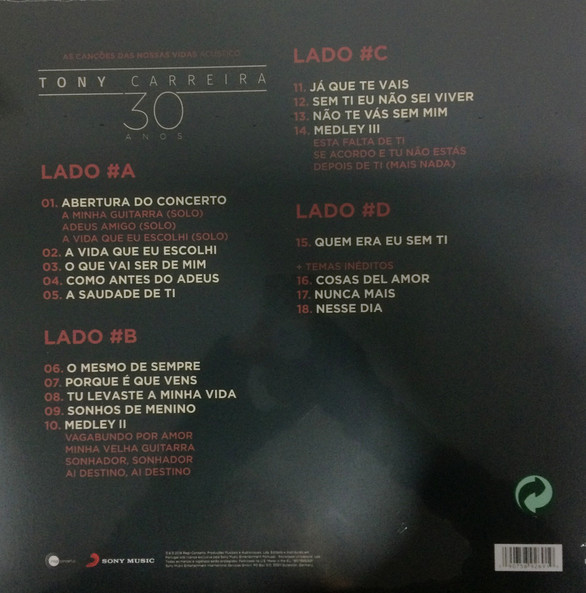 AS CANÇÕES DAS NOSSAS VIDAS ACÚSTICO
TONY CARREIRA
30
ANOS
LADO #A
01. ABERTURA DO CONCERTO
A MINHA GUITARRA (SOLO)
ADEUS AMIGO (SOLO)
A VIDA QUE EU ESCOLHI (SOLO)
02. A VIDA QUE EU ESCOLHI
03. O QUE VAI SER DE MIM
04. COMO ANTES DO ADEUS
05. A SAUDADE DE TI
LADO #B
06. O MESMO DE SEMPRE
07. PORQUE É QUE VENS
08. TU LEVASTE A MINHA VIDA
09. SONHOS DE MENINO
10. MEDLEY II
VAGABUNDO POR AMOR
MINHA VELHA GUITARRA
SONHADOR, SONHADOR
AI DESTINO, AI DESTINO
LADO #C
11. JÁ QUE TE VAIS
12. SEM TI EU NÃO SEI VIVER
13. NÃO TE VÁS SEM MIM
14. MEDLEY III
ESTA FALTA DE TI
SE ACORDO E TU NÃO ESTÁS
DEPOIS DE TI (MAIS NADA)
LADO #D
15. QUEM ERA EU SEM TI
+ TEMAS INÉDITOS
16. COSAS DEL AMOR
17. NUNCA MAIS
18. NESSE DIA
SONY MUSIC